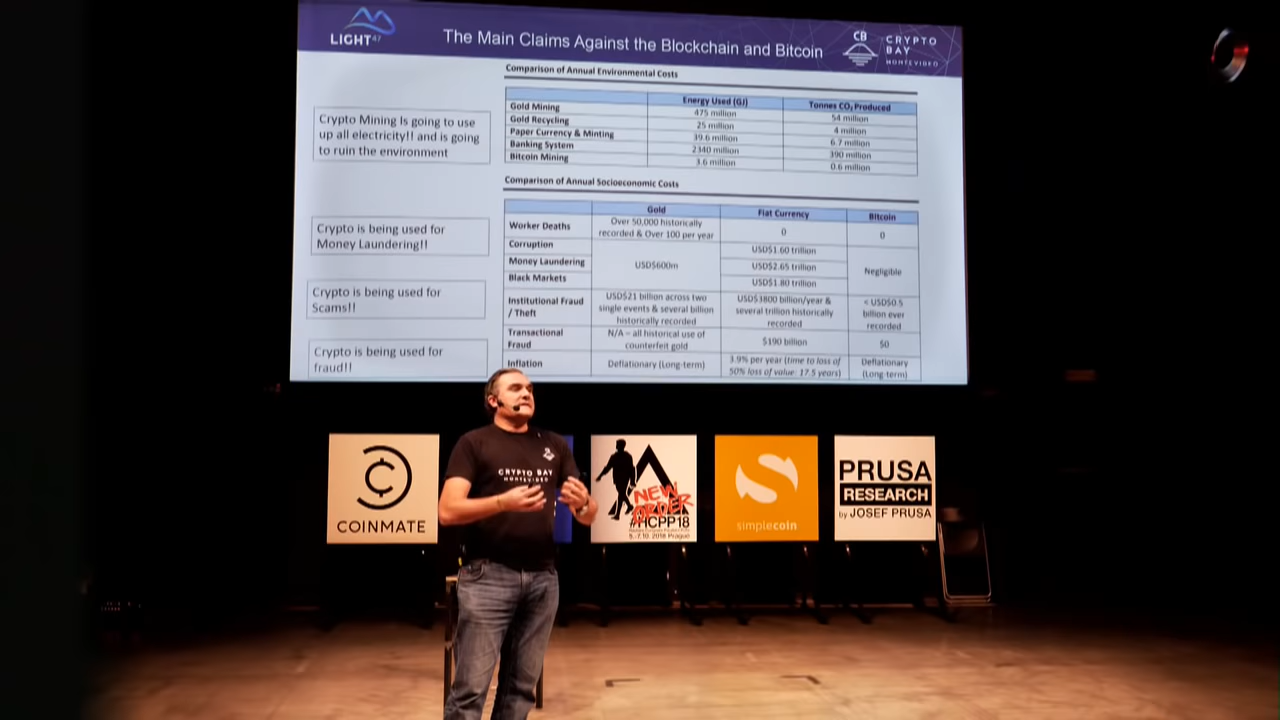 LIGHT47
The Main Claims Against the Blockchain and Bitcoin
CB
CRYPTO
BAY
MONTEVIDEO
Crypto Mining Is going to use
up all electricity!! and is going
to ruin the environment
Crypto is being used for
Money Laundering!!
Crypto is being used for
Scams!!
Crypto is being used for
fraud!!
Comparison of Annual Environmental Costs
Energy Used (GJ) Tonnes CO₂ Produced
Gold Mining 475 million 54 million
Gold Recycling 25 million 4 million
Paper Currency & Minting 39.6 million 6.7 million
Banking System 2340 million 390 million
Bitcoin Mining 3.6 million 0.6 million
Comparison of Annual Socioeconomic Costs
Gold Fiat Currency Bitcoin
Worker Deaths Over 50,000 historically
recorded & Over 100 per year 0 0
Corruption USD$1.60 trillion
Money Laundering USD$600m USD$2.65 trillion Negligible
Black Markets USD$1.80 trillion
Institutional Fraud
/ Theft
USD$21 billion across two
single events & several billion
historically recorded
USD$3800 billion/year &
several trillion historically
recorded
< USD$0.5
billion ever
recorded
Transactional
Fraud
N/A – all historical use of
counterfeit gold
$190 billion
$0
Inflation
Deflationary (Long-term)
3.9% per year (time to loss of
50% loss of value: 17.5 years)
Deflationary
(Long-term)
CRYPTO BAY
MONTEVIDEO
COINMATE
NEW
ORDER
#HCPP18
5.-7.10. 2018 Prague
simplecoin
PRUSA
RESEARCH
by JOSEF PRUSA